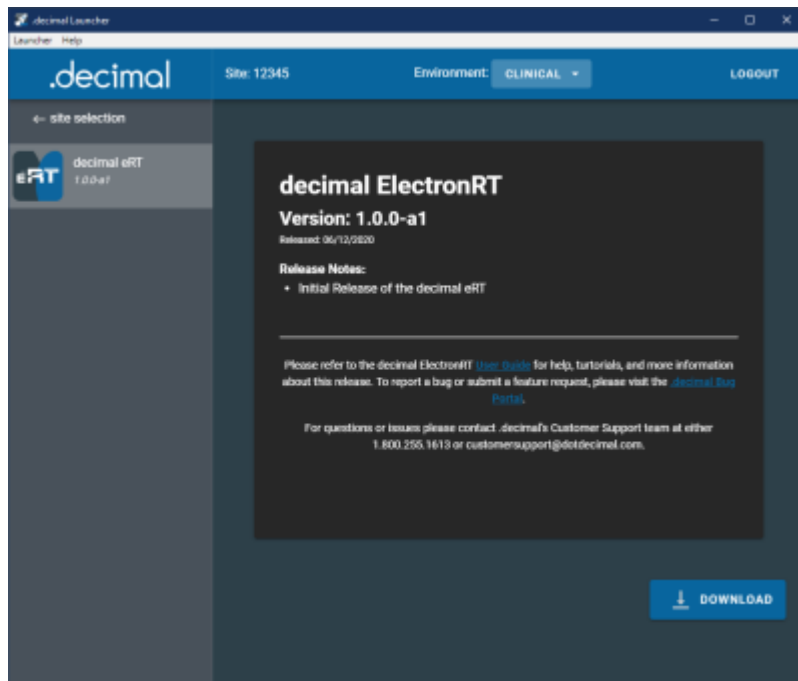 .decimal Launcher
Launcher Help
.decimal
Site: 12345
Environment:
CLINICAL
LOGOUT
← site selection
eRT
decimal eRT
1.0.0-a1
decimal ElectronRT
Version: 1.0.0-a1
Released: 06/12/2020
Release Notes:
• Initial Release of the decimal eRT
Please refer to the decimal ElectronRT User Guide for help, turtorials, and more information
about this release. To report a bug or submit a feature request, please visit the .decimal Bug
Portal.
For questions or issues please contact .decimal's Customer Support team at either
1.800.255.1613 or customersupport@dotdecimal.com.
DOWNLOAD